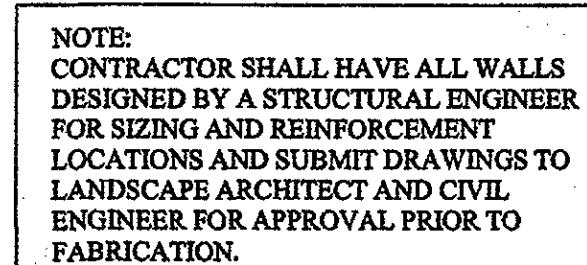 NOTE:
CONTRACTOR SHALL HAVE ALL WALLS
DESIGNED BY A STRUCTURAL ENGINEER
FOR SIZING AND REINFORCEMENT
LOCATIONS AND SUBMIT DRAWINGS TO
LANDSCAPE ARCHITECT AND CIVIL
ENGINEER FOR APPROVAL PRIOR TO
FABRICATION.